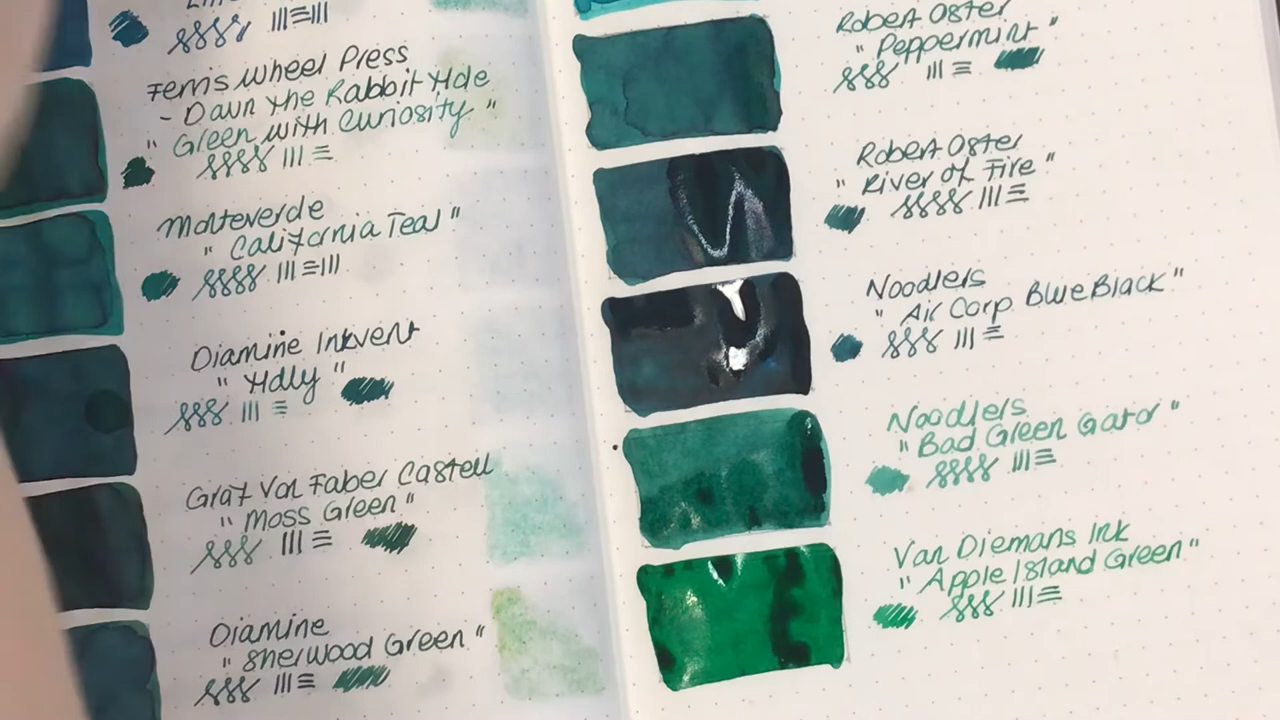 Ferris Wheel Press
- Down the Rabbit Hole
" Green with Curiosity "
Monteverde
" California Teal "
Diamine Inkvent
" Holly "
Graf Von Faber Castell
" Moss Green "
Diamine
" Sherwood Green "
Robert Oster
" Peppermint "
Robert Oster
" River of Fire "
Noodlers
" Air Corp BlueBlack "
Noodlers
" Bad Green Gator "
Van Diemans Ink
" Apple Island Green "